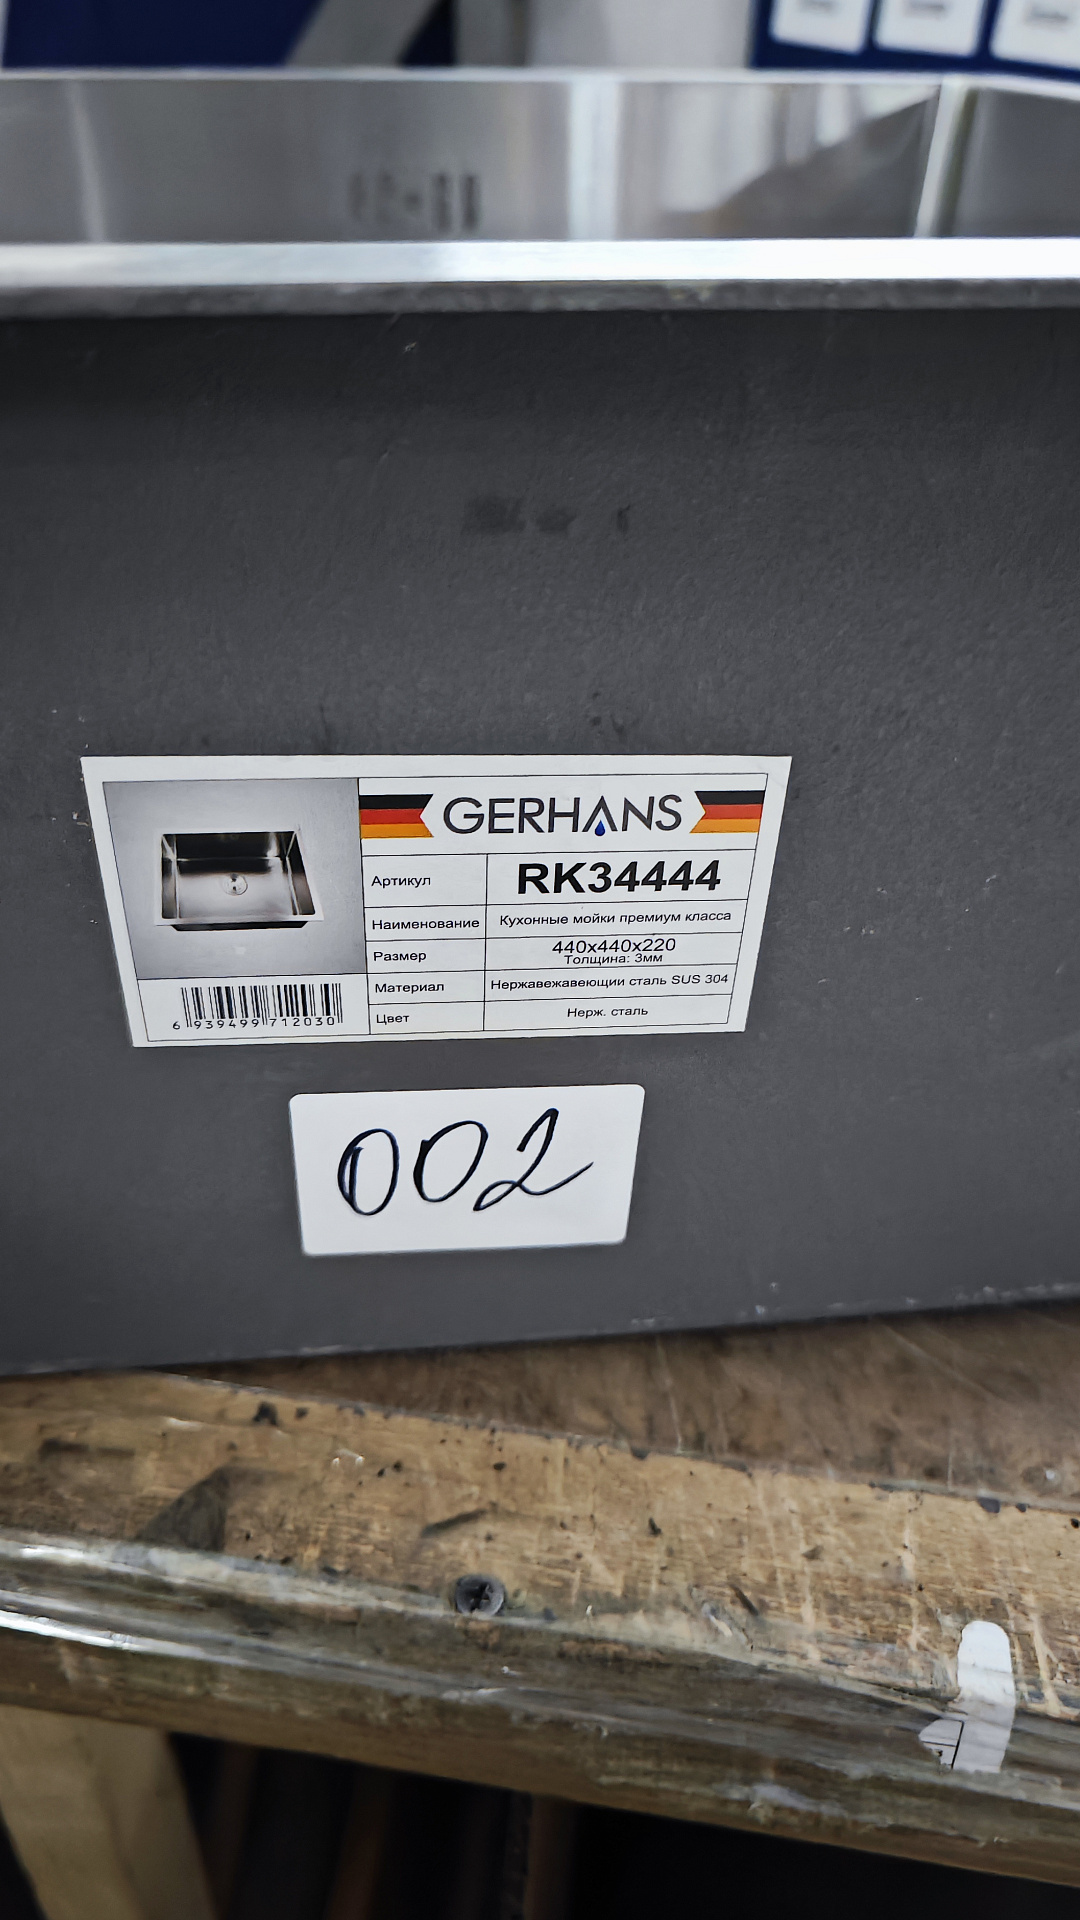 GERHANS
Артикул RK34444
Наименование Кухонные мойки премиум класса
Размер 440x440x220
Толщина: 3мм
Материал Нержавежавеющии сталь SUS 304
Цвет Нерж. сталь
6 939499 712030
002